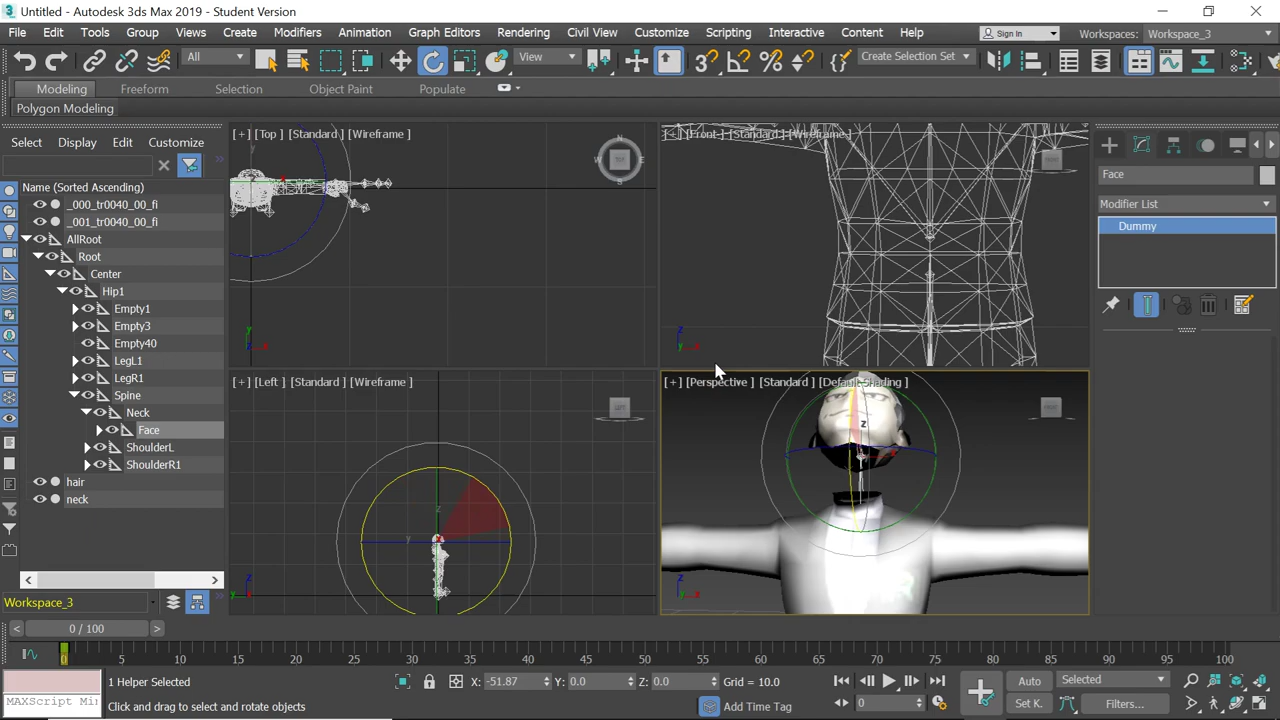 Untitled - Autodesk 3ds Max 2019 - Student Version
File Edit Tools Group Views Create Modifiers Animation Graph Editors Rendering Civil View Customize Scripting Interactive Content Help Sign In Workspaces: Workspace_3
All View Create Selection Set
Modeling Freeform Selection Object Paint Populate
Polygon Modeling
Select Display Edit Customize
Name (Sorted Ascending)
_000_tr0040_00_fi
_001_tr0040_00_fi
AllRoot
Root
Center
Hip1
Empty1
Empty3
Empty40
LegL1
LegR1
Spine
Neck
Face
ShoulderL
ShoulderR1
hair
neck
Workspace_3
[+] [Top ] [Standard ] [Wireframe ]
N
W E
S
TOP
x
y
y
x
[+] [Front ] [Standard ] [Wireframe ]
FRONT
z
y x
[+] [Left ] [Standard ] [Wireframe ]
LEFT
z
y
x
z
x
[+] [Perspective ] [Standard ] [Default Shading ]
z
x
z
y x
Face
Modifier List
Dummy
0 / 100
0 5 10 15 20 25 30 35 40 45 50 55 60 65 70 75 80 85 90 95 100
1 Helper Selected
X: -51.87 Y: 0.0 Z: 0.0 Grid = 10.0
Auto Selected
MAXScript Mir
Click and drag to select and rotate objects
Add Time Tag
0
Set K. Filters...